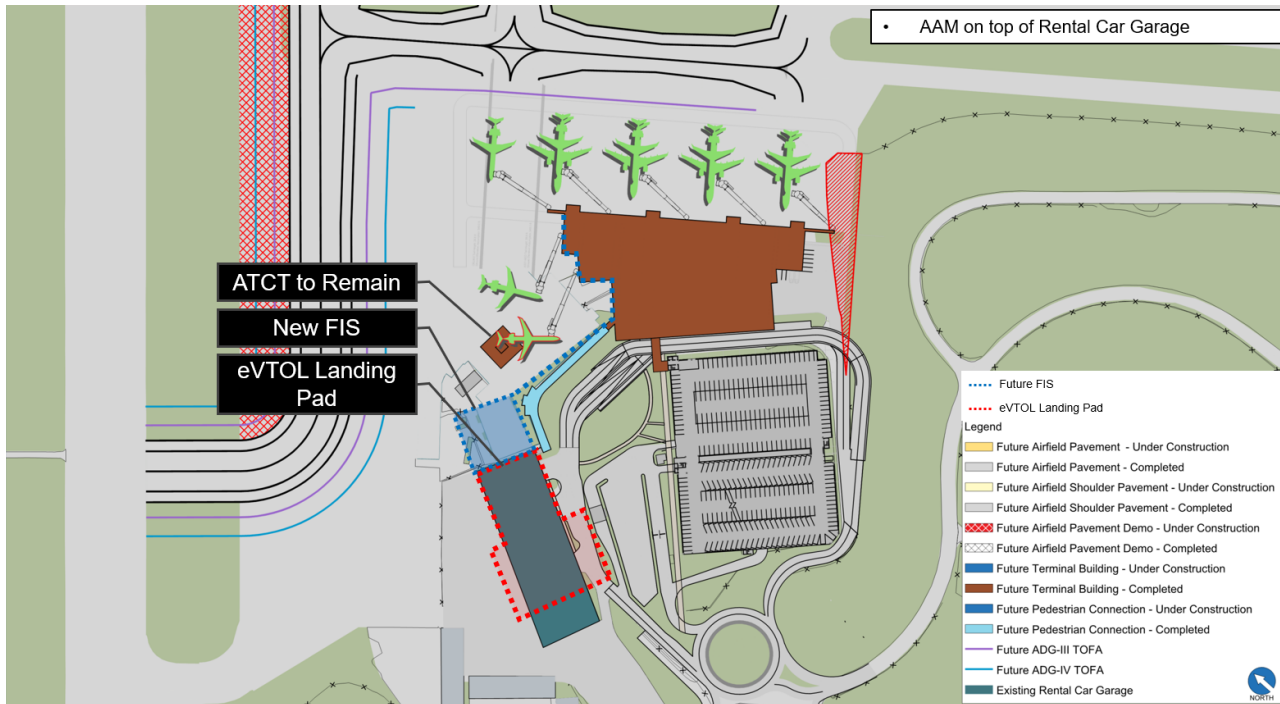 • AAM on top of Rental Car Garage
ATCT to Remain
New FIS
eVTOL Landing
Pad
Future FIS
eVTOL Landing Pad
Legend
Future Airfield Pavement - Under Construction
Future Airfield Pavement - Completed
Future Airfield Shoulder Pavement - Under Construction
Future Airfield Shoulder Pavement - Completed
Future Airfield Pavement Demo - Under Construction
Future Airfield Pavement Demo - Completed
Future Terminal Building - Under Construction
Future Terminal Building - Completed
Future Pedestrian Connection - Under Construction
Future Pedestrian Connection - Completed
Future ADG-III TOFA
Future ADG-IV TOFA
Existing Rental Car Garage
NORTH